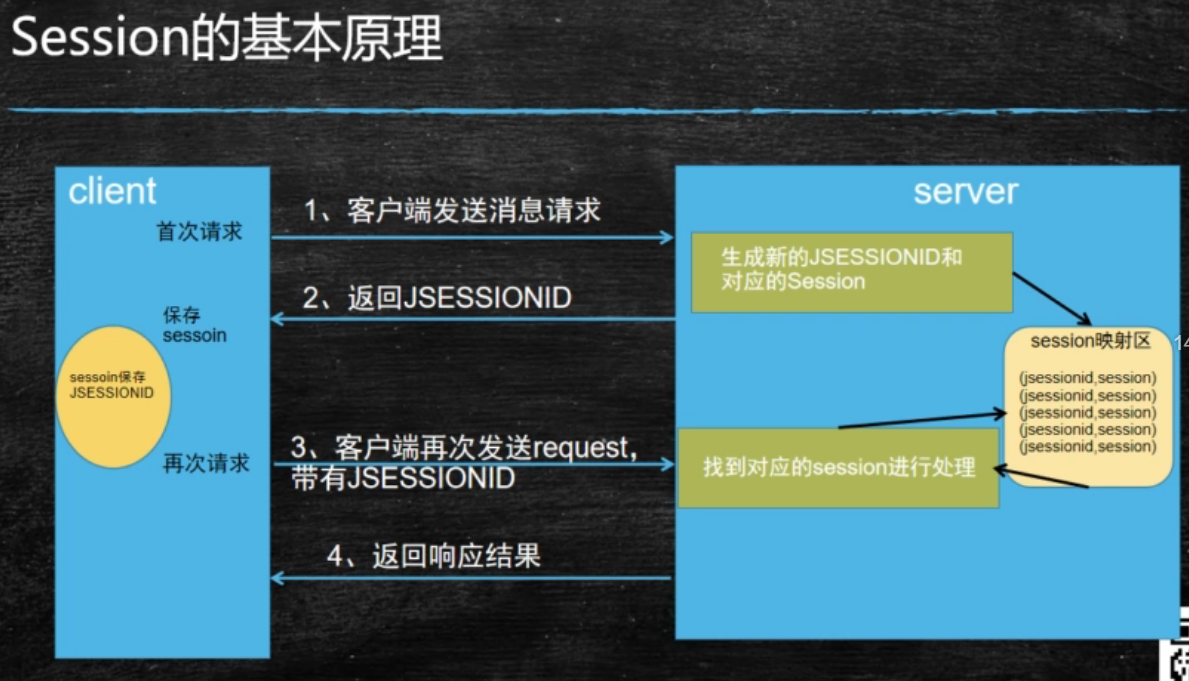 Session的基本原理
client
server
首次请求
1、客户端发送消息请求
生成新的JSESSIONID和
对应的Session
2、返回JSESSIONID
保存
sessoin
sessoin保存
JSESSIONID
session映射区
14
(jsessionid,session)
(jsessionid,session)
(jsessionid,session)
(jsessionid,session)
(jsessionid,session)
再次请求
3、客户端再次发送request，
带有JSESSIONID
找到对应的session进行处理
4、返回响应结果